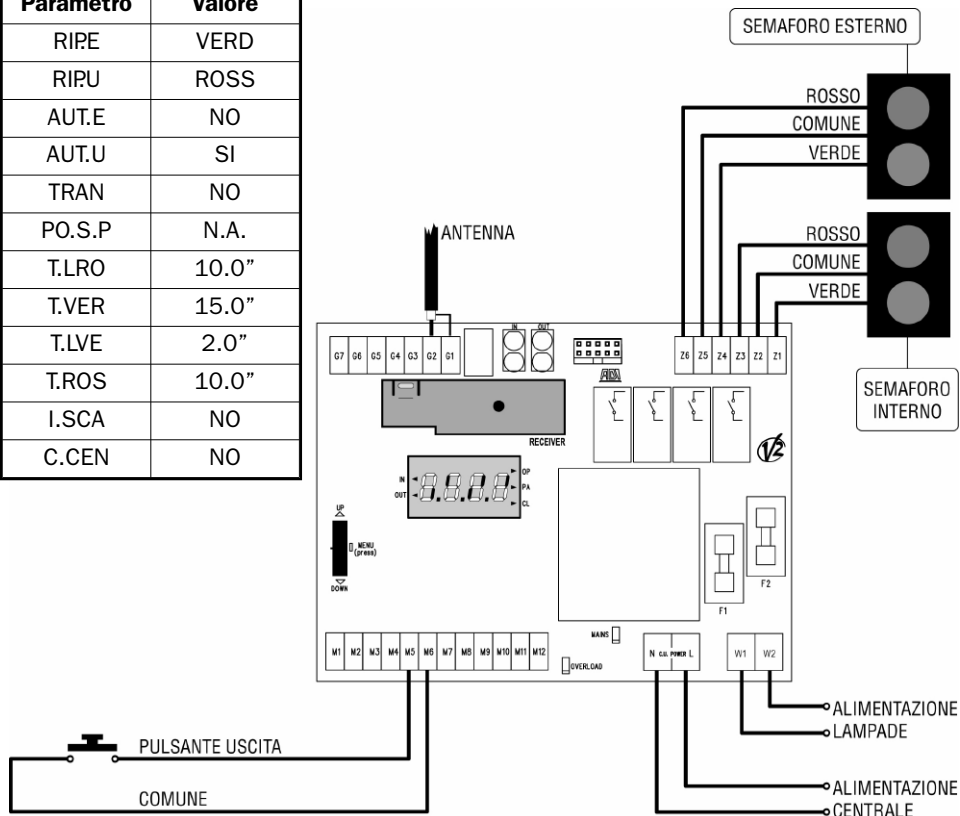 Parametro Valore
RIP.E VERD
RIP.U ROSS
AUT.E NO
AUT.U SI
TRAN NO
PO.S.P N.A.
T.LRO 10.0”
T.VER 15.0”
T.LVE 2.0”
T.ROS 10.0”
I.SCA NO
C.CEN NO
SEMAFORO ESTERNO
ROSSO
COMUNE
VERDE
ROSSO
COMUNE
VERDE
SEMAFORO
INTERNO
ANTENNA
G7 G6 G5 G4 G3 G2 G1
IN OUT
ADI
Z6 Z5 Z4 Z3 Z2 Z1
RECEIVER
V2
IN
OUT
OP
PA
CL
UP
MENU
(press)
DOWN
F1
F2
MAINS
OVERLOAD
M1 M2 M3 M4 M5 M6 M7 M8 M9 M10 M11 M12
N C.U. POWER L
W1 W2
ALIMENTAZIONE
LAMPADE
PULSANTE USCITA
COMUNE
ALIMENTAZIONE
CENTRALE